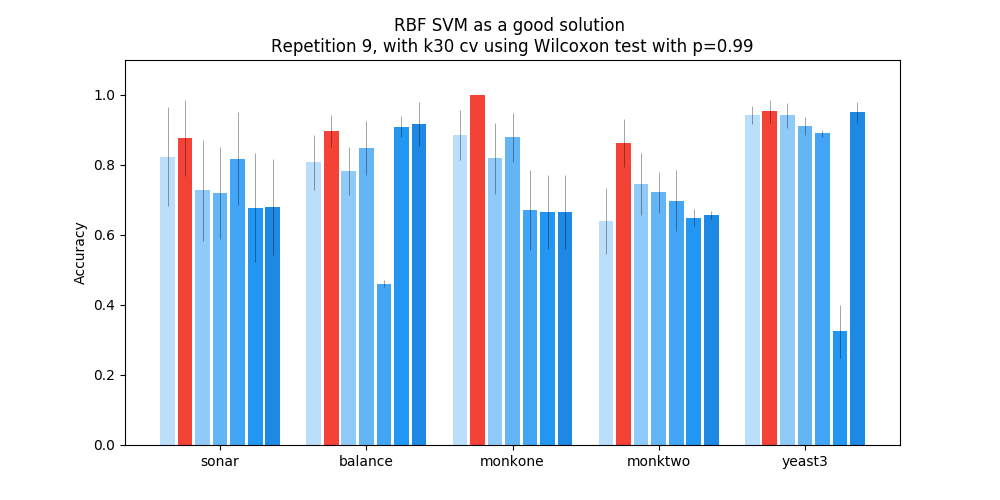 RBF SVM as a good solution
Repetition 9, with k30 cv using Wilcoxon test with p=0.99
1.0
0.8
0.6
0.4
0.2
0.0
Accuracy
sonar balance monkone monktwo yeast3